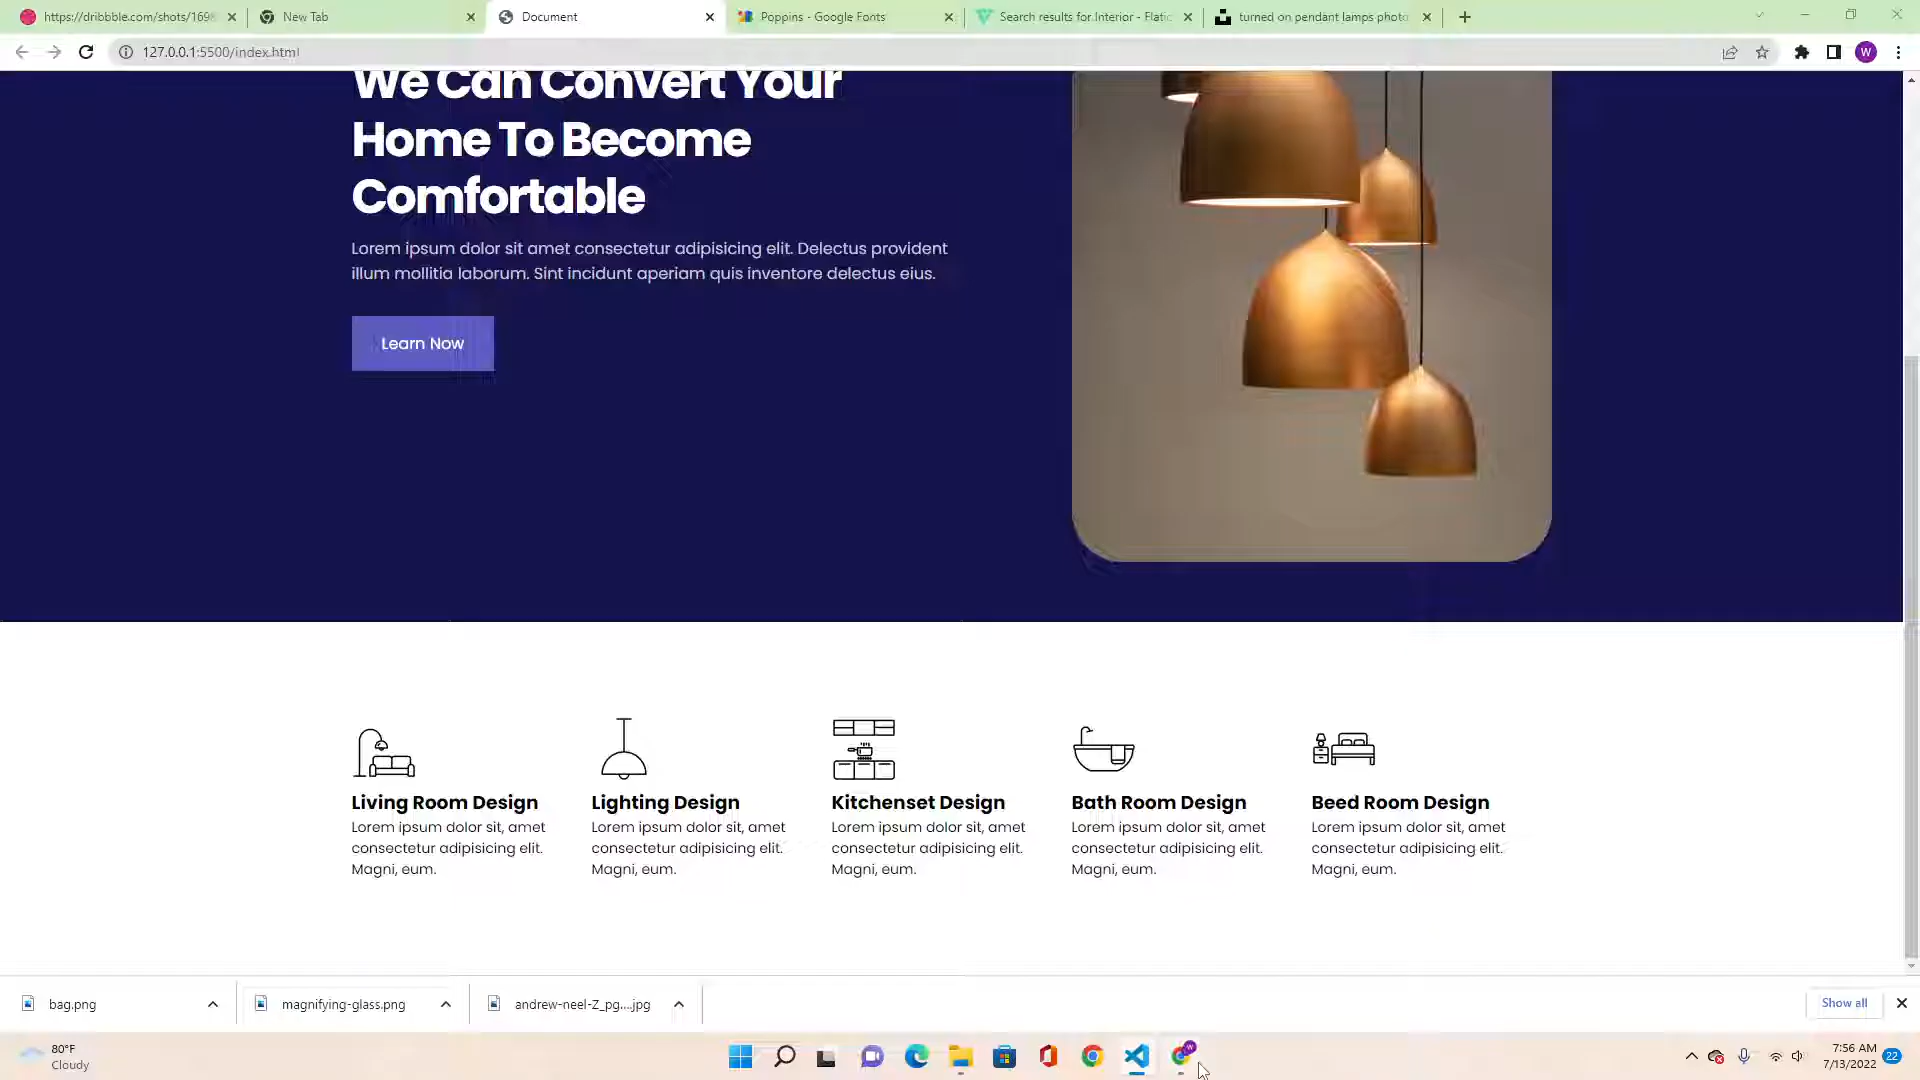 https://dribbble.com/shots/169
New Tab
Document
Poppins - Google Fonts
Search results for Interior - Flatic
turned on pendant lamps photo
127.0.0.1:5500/index.html
W
We Can Convert Your
Home To Become
Comfortable
Lorem ipsum dolor sit amet consectetur adipisicing elit. Delectus provident
illum mollitia laborum. Sint incidunt aperiam quis inventore delectus eius.
Learn Now
Living Room Design
Lorem ipsum dolor sit, amet
consectetur adipisicing elit.
Magni, eum.
Lighting Design
Lorem ipsum dolor sit, amet
consectetur adipisicing elit.
Magni, eum.
Kitchenset Design
Lorem ipsum dolor sit, amet
consectetur adipisicing elit.
Magni, eum.
Bath Room Design
Lorem ipsum dolor sit, amet
consectetur adipisicing elit.
Magni, eum.
Beed Room Design
Lorem ipsum dolor sit, amet
consectetur adipisicing elit.
Magni, eum.
bag.png
magnifying-glass.png
andrew-neel-Z_pg....jpg
Show all
80°F
Cloudy
W
7:56 AM
7/13/2022
22